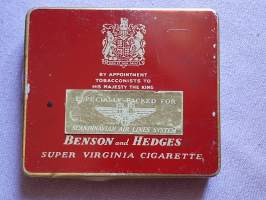 BY APPOINTMENT
TOBACCONISTS TO
HIS MAJESTY THE KING
ESPECIALLY PACKED FOR
SCANDINAVIAN AIR LINES SYSTEM
BENSON and HEDGES
SUPER VIRGINIA CIGARETTE